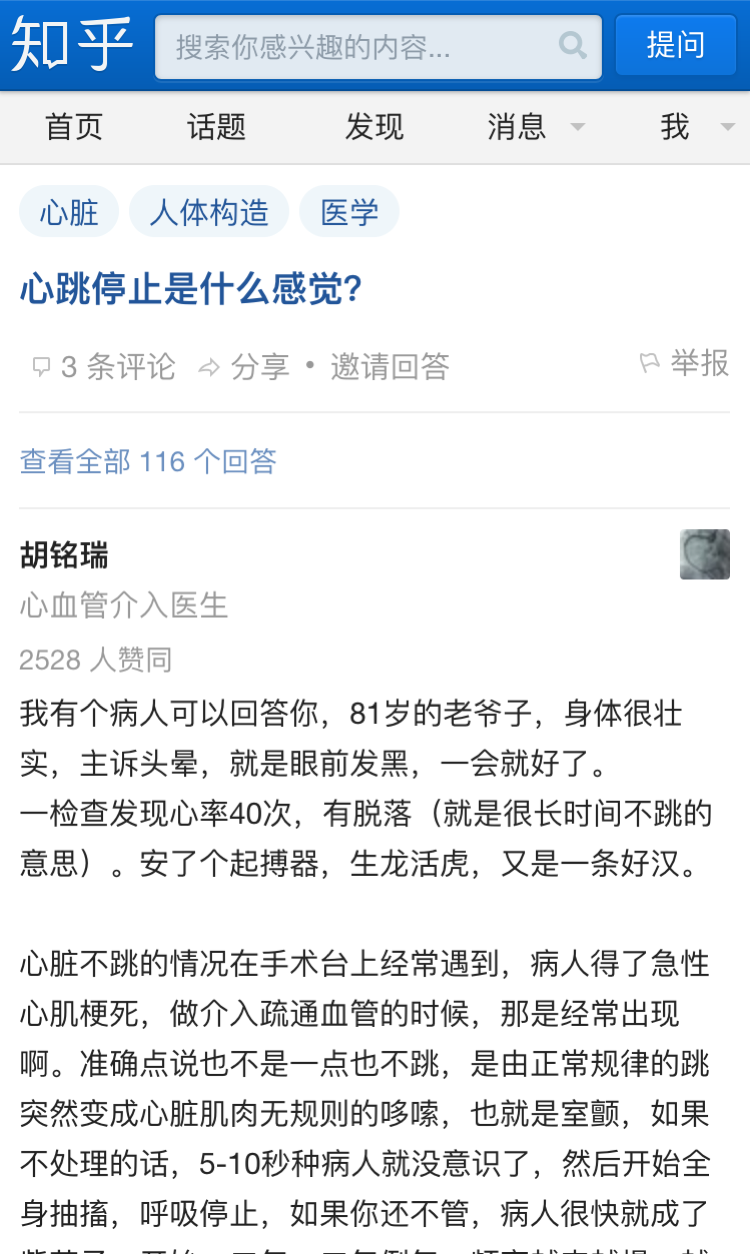 知乎
搜索你感兴趣的内容...
提问
首页 话题 发现 消息 我
心脏 人体构造 医学
心跳停止是什么感觉?
3 条评论 分享 • 邀请回答 举报
查看全部 116 个回答
胡铭瑞
心血管介入医生
2528 人赞同
我有个病人可以回答你，81岁的老爷子，身体很壮
实，主诉头晕，就是眼前发黑，一会就好了。
一检查发现心率40次，有脱落（就是很长时间不跳的
意思）。安了个起搏器，生龙活虎，又是一条好汉。
心脏不跳的情况在手术台上经常遇到，病人得了急性
心肌梗死，做介入疏通血管的时候，那是经常出现
啊。准确点说也不是一点也不跳，是由正常规律的跳
突然变成心脏肌肉无规则的哆嗦，也就是室颤，如果
不处理的话，5-10秒种病人就没意识了，然后开始全
身抽搐，呼吸停止，如果你还不管，病人很快就成了